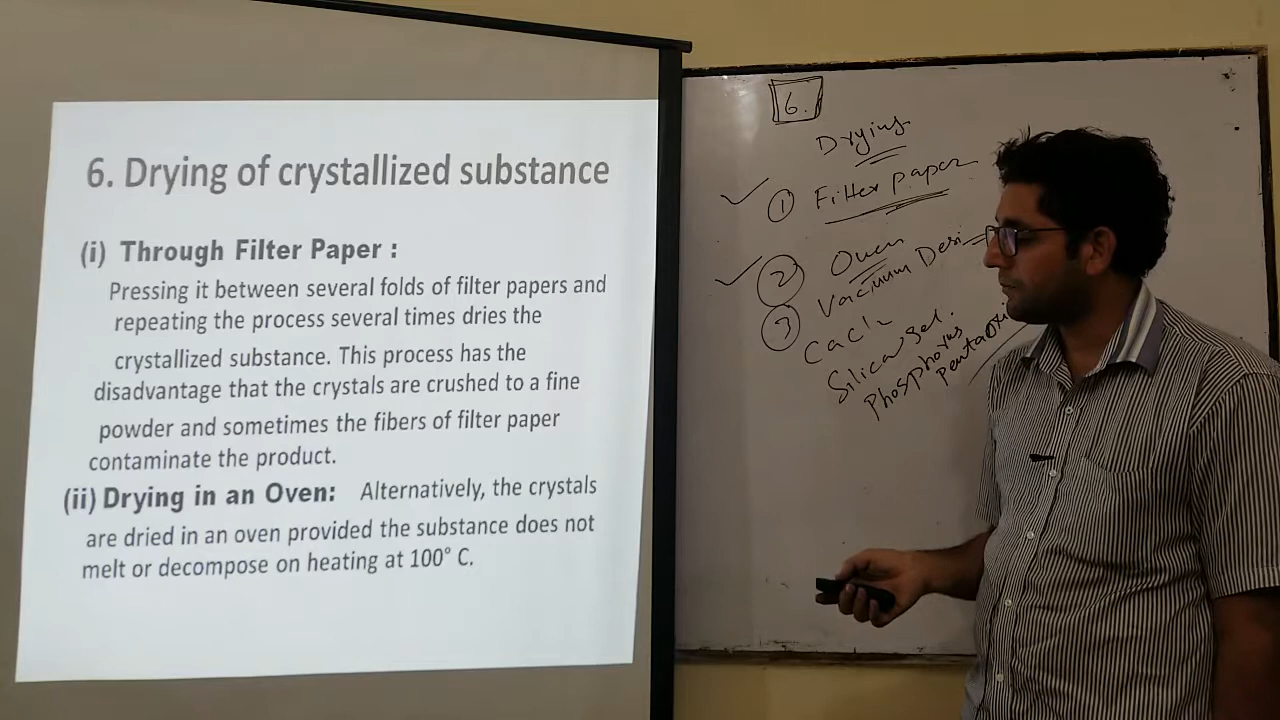 6. Drying of crystallized substance
(i) Through Filter Paper :
Pressing it between several folds of filter papers and
repeating the process several times dries the
crystallized substance. This process has the
disadvantage that the crystals are crushed to a fine
powder and sometimes the fibers of filter paper
contaminate the product.
(ii) Drying in an Oven: Alternatively, the crystals
are dried in an oven provided the substance does not
melt or decompose on heating at 100° C.
6.
Drying
1 Filter paper
2 Oven
3 Vacuum Desi
CaCl2
Silica gel.
Phosphorus
pentaoxi